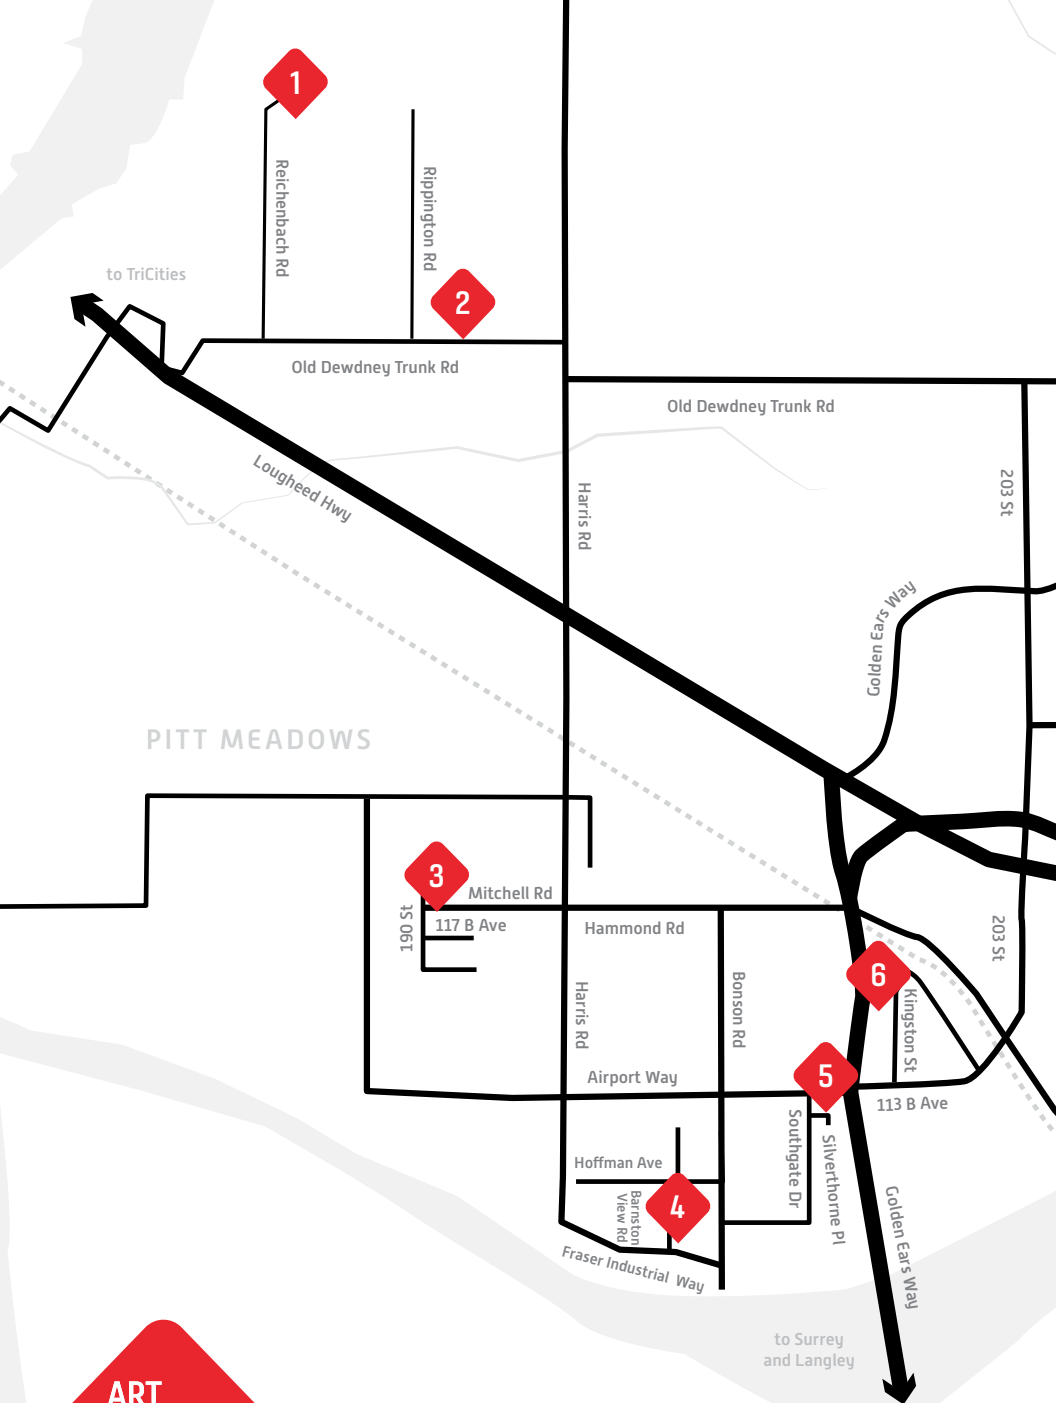 1
Reichenbach Rd
Rippington Rd
to TriCities
2
Old Dewdney Trunk Rd
Old Dewdney Trunk Rd
Lougheed Hwy
Harris Rd
203 St
Golden Ears Way
PITT MEADOWS
3
Mitchell Rd
190 St
117 B Ave
Hammond Rd
203 St
6
Harris Rd
Bonson Rd
Kingston St
5
Airport Way
113 B Ave
Southgate Dr
Silverthorne Pl
Hoffman Ave
4
Barnston
View Rd
Golden Ears Way
Fraser Industrial Way
to Surrey
and Langley
ART